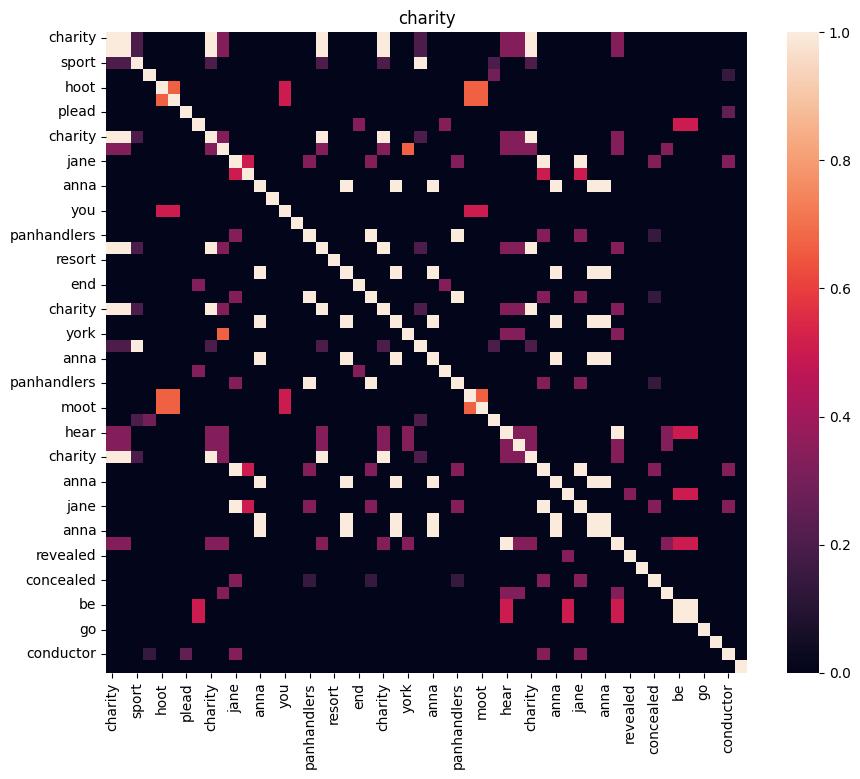 charity
charity
sport
hoot
plead
charity
jane
anna
you
panhandlers
resort
end
charity
york
anna
panhandlers
moot
hear
charity
anna
jane
anna
revealed
concealed
be
go
conductor
charity
sport
hoot
plead
charity
jane
anna
you
panhandlers
resort
end
charity
york
anna
panhandlers
moot
hear
charity
anna
jane
anna
revealed
concealed
be
go
conductor
1.0
0.8
0.6
0.4
0.2
0.0